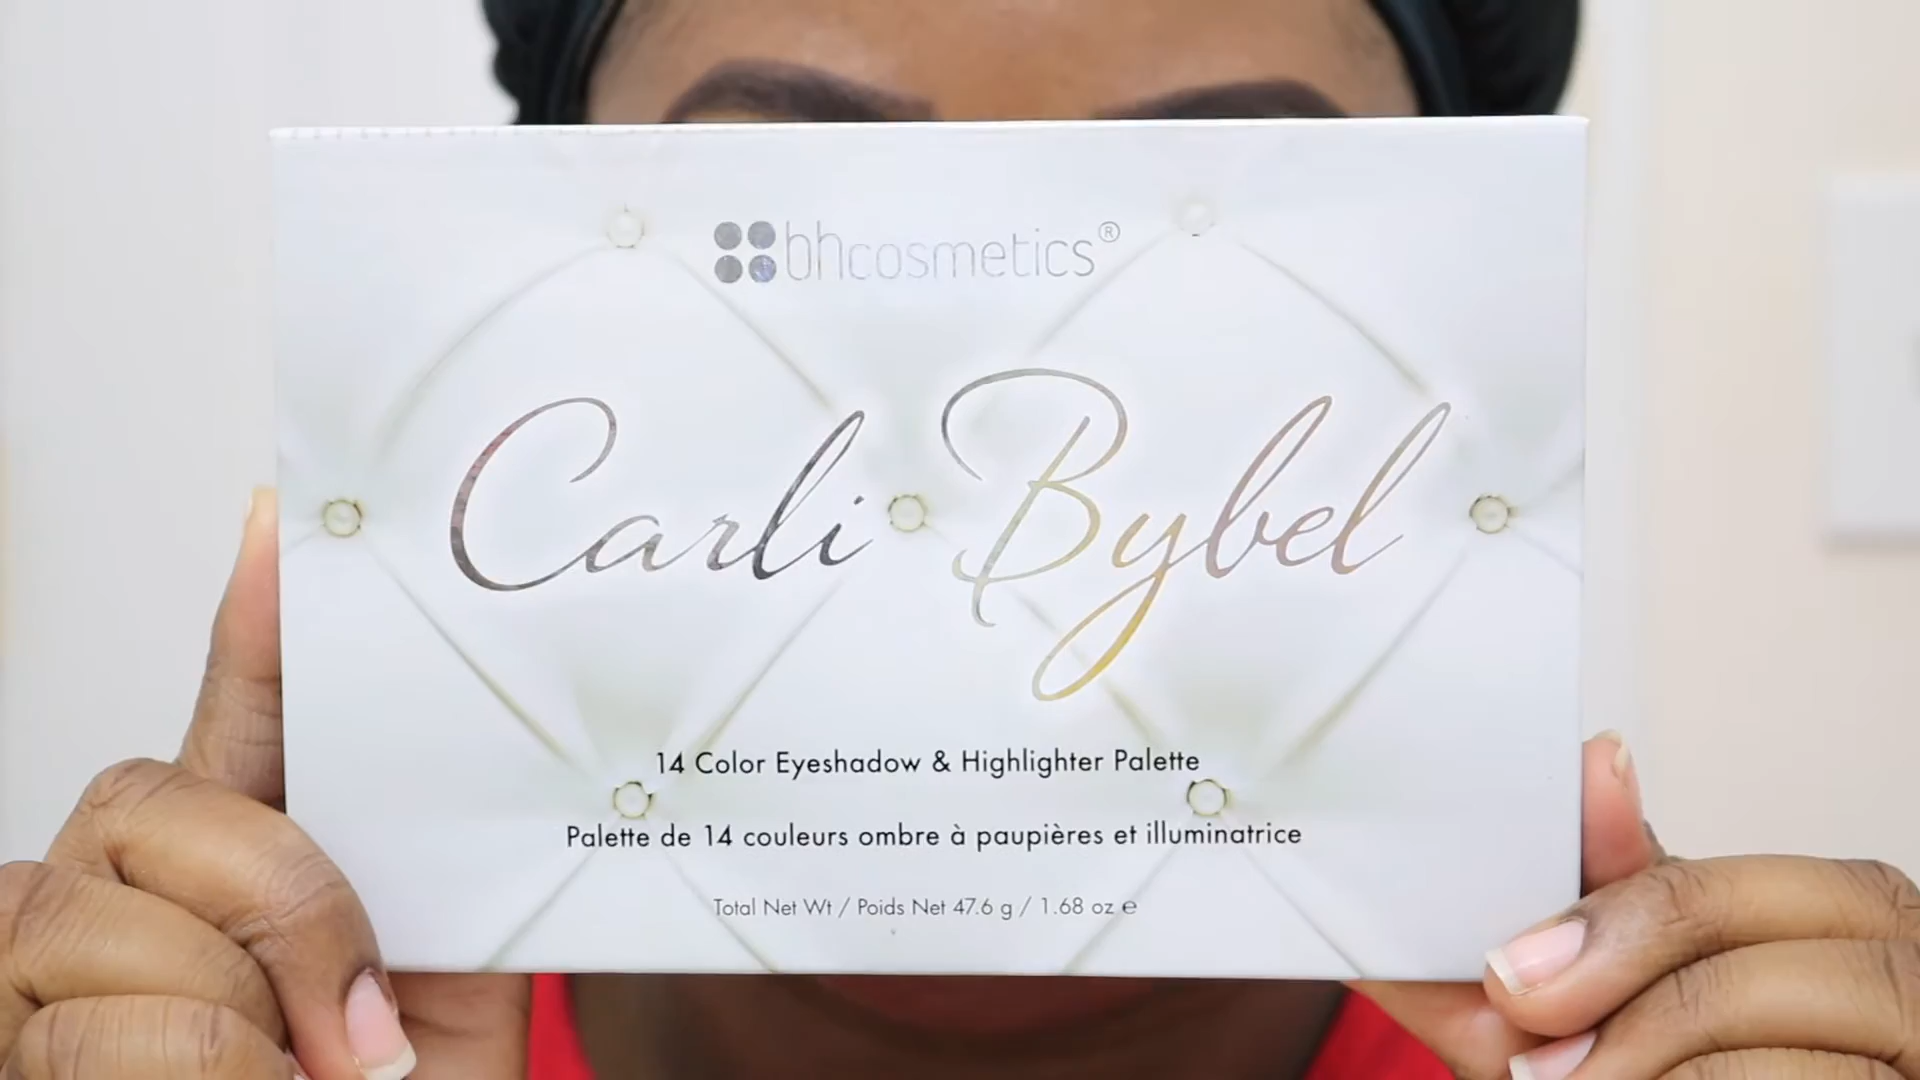 bhcosmetics®
Carli Bybel
14 Color Eyeshadow & Highlighter Palette
Palette de 14 couleurs ombre à paupières et illuminatrice
Total Net Wt / Poids Net 47.6 g / 1.68 oz ℮